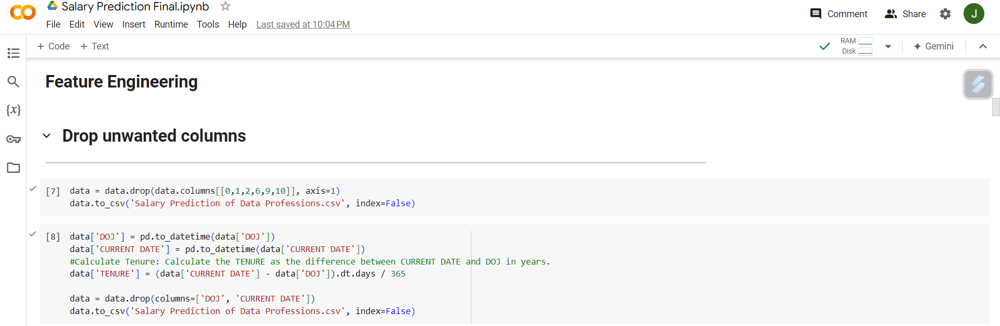 Salary Prediction Final.ipynb
File Edit View Insert Runtime Tools Help Last saved at 10:04 PM
Comment Share J
+ Code + Text
RAM
Disk
Gemini
Feature Engineering
{x}
Drop unwanted columns
[7] data = data.drop(data.columns[[0,1,2,6,9,10]], axis=1)
data.to_csv('Salary Prediction of Data Professions.csv', index=False)
[8] data['DOJ'] = pd.to_datetime(data['DOJ'])
data['CURRENT DATE'] = pd.to_datetime(data['CURRENT DATE'])
#Calculate Tenure: Calculate the TENURE as the difference between CURRENT DATE and DOJ in years.
data['TENURE'] = (data['CURRENT DATE'] - data['DOJ']).dt.days / 365
data = data.drop(columns=['DOJ', 'CURRENT DATE'])
data.to_csv('Salary Prediction of Data Professions.csv', index=False)